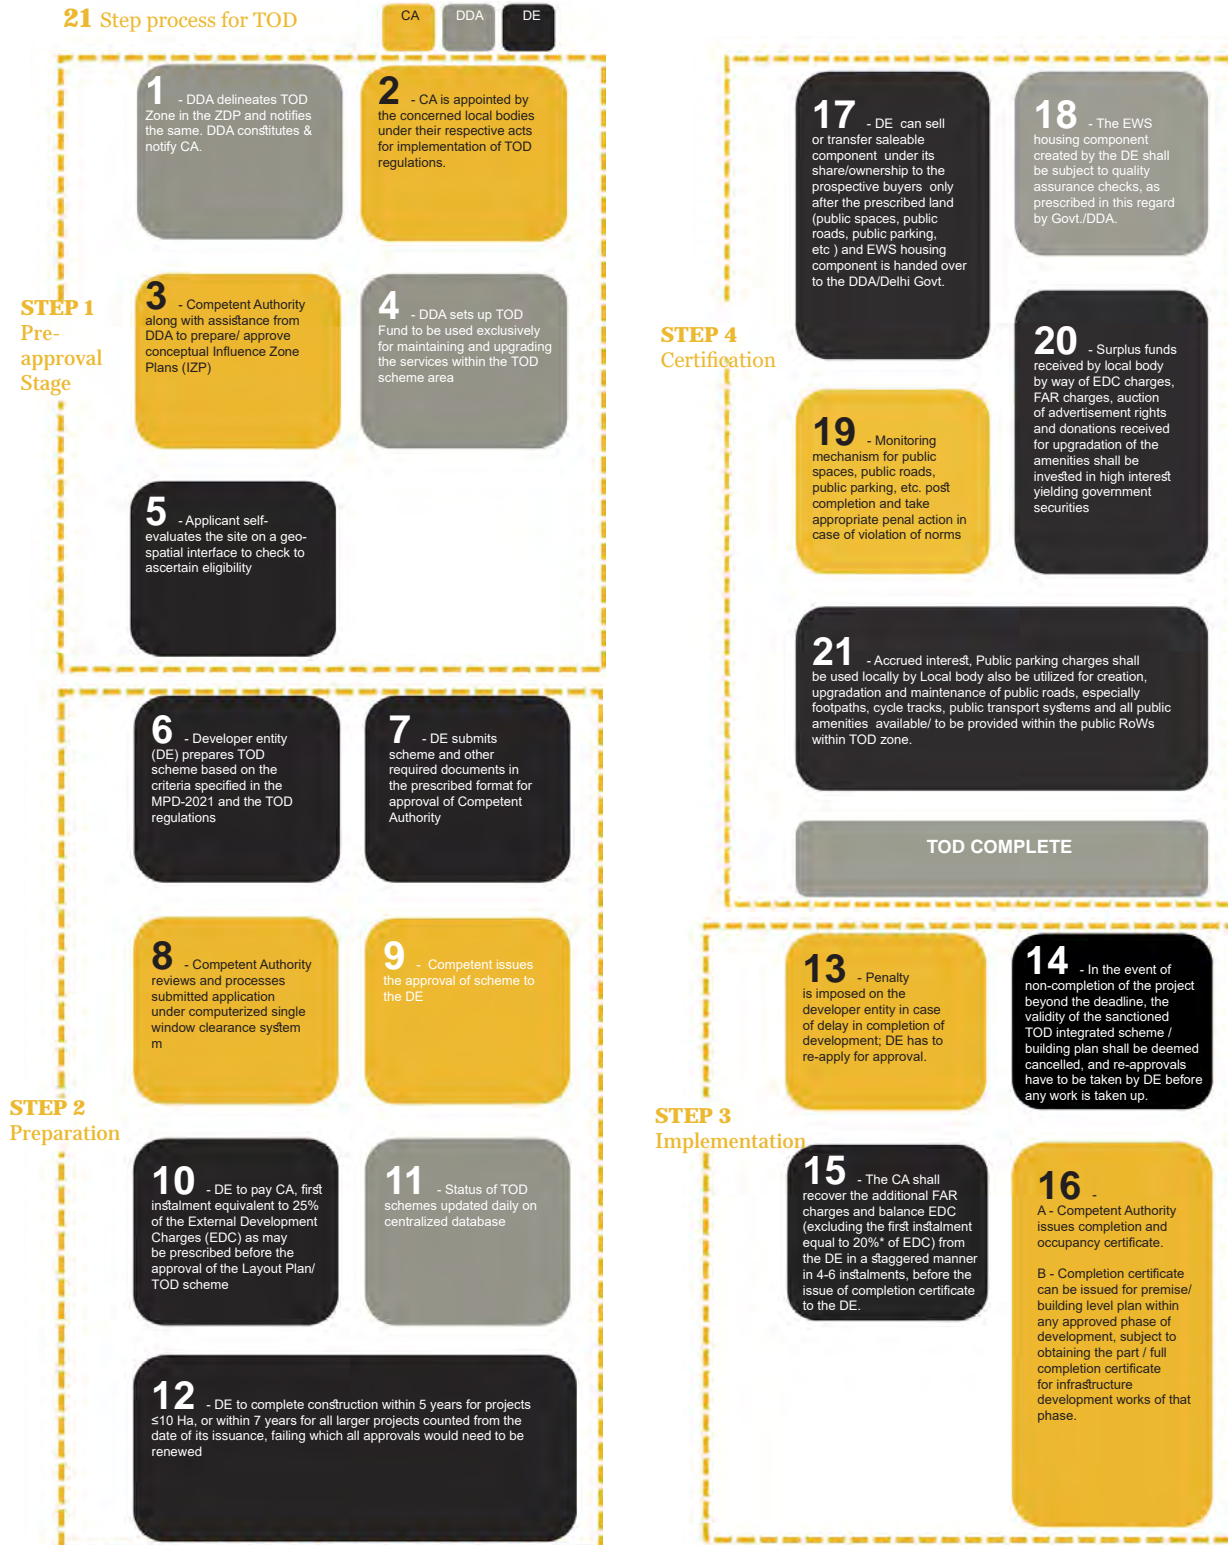 21 Step process for TOD
CA
DDA
DE
STEP 1
Pre-
approval
Stage
1 - DDA delineates TOD
Zone in the ZDP and notifies
the same. DDA constitutes &
notify CA.
2 - CA is appointed by
the concerned local bodies
under their respective acts
for implementation of TOD
regulations.
3 - Competent Authority
along with assistance from
DDA to prepare/ approve
conceptual Influence Zone
Plans (IZP)
4 - DDA sets up TOD
Fund to be used exclusively
for maintaining and upgrading
the services within the TOD
scheme area
5 - Applicant self-
evaluates the site on a geo-
spatial interface to check to
ascertain eligibility
STEP 2
Preparation
6 - Developer entity
(DE) prepares TOD
scheme based on the
criteria specified in the
MPD-2021 and the TOD
regulations
7 - DE submits
scheme and other
required documents in
the prescribed format for
approval of Competent
Authority
8 - Competent Authority
reviews and processes
submitted application
under computerized single
window clearance system
m
9 - Competent issues
the approval of scheme to
the DE
10 - DE to pay CA, first
instalment equivalent to 25%
of the External Development
Charges (EDC) as may
be prescribed before the
approval of the Layout Plan/
TOD scheme
11 - Status of TOD
schemes updated daily on
centralized database
12 - DE to complete construction within 5 years for projects
≤10 Ha, or within 7 years for all larger projects counted from the
date of its issuance, failing which all approvals would need to be
renewed
STEP 4
Certification
17 - DE can sell
or transfer saleable
component under its
share/ownership to the
prospective buyers only
after the prescribed land
(public spaces, public
roads, public parking,
etc ) and EWS housing
component is handed over
to the DDA/Delhi Govt.
18 - The EWS
housing component
created by the DE shall
be subject to quality
assurance checks, as
prescribed in this regard
by Govt./DDA.
19 - Monitoring
mechanism for public
spaces, public roads,
public parking, etc. post
completion and take
appropriate penal action in
case of violation of norms
20 - Surplus funds
received by local body
by way of EDC charges,
FAR charges, auction
of advertisement rights
and donations received
for upgradation of the
amenities shall be
invested in high interest
yielding government
securities
21 - Accrued interest, Public parking charges shall
be used locally by Local body also be utilized for creation,
upgradation and maintenance of public roads, especially
footpaths, cycle tracks, public transport systems and all public
amenities available/ to be provided within the public RoWs
within TOD zone.
TOD COMPLETE
STEP 3
Implementation
13 - Penalty
is imposed on the
developer entity in case
of delay in completion of
development; DE has to
re-apply for approval.
14 - In the event of
non-completion of the project
beyond the deadline, the
validity of the sanctioned
TOD integrated scheme /
building plan shall be deemed
cancelled, and re-approvals
have to be taken by DE before
any work is taken up.
15 - The CA shall
recover the additional FAR
charges and balance EDC
(excluding the first instalment
equal to 20%* of EDC) from
the DE in a staggered manner
in 4-6 instalments, before the
issue of completion certificate
to the DE.
16 -
A - Competent Authority
issues completion and
occupancy certificate.
B - Completion certificate
can be issued for premise/
building level plan within
any approved phase of
development, subject to
obtaining the part / full
completion certificate
for infrastructure
development works of that
phase.